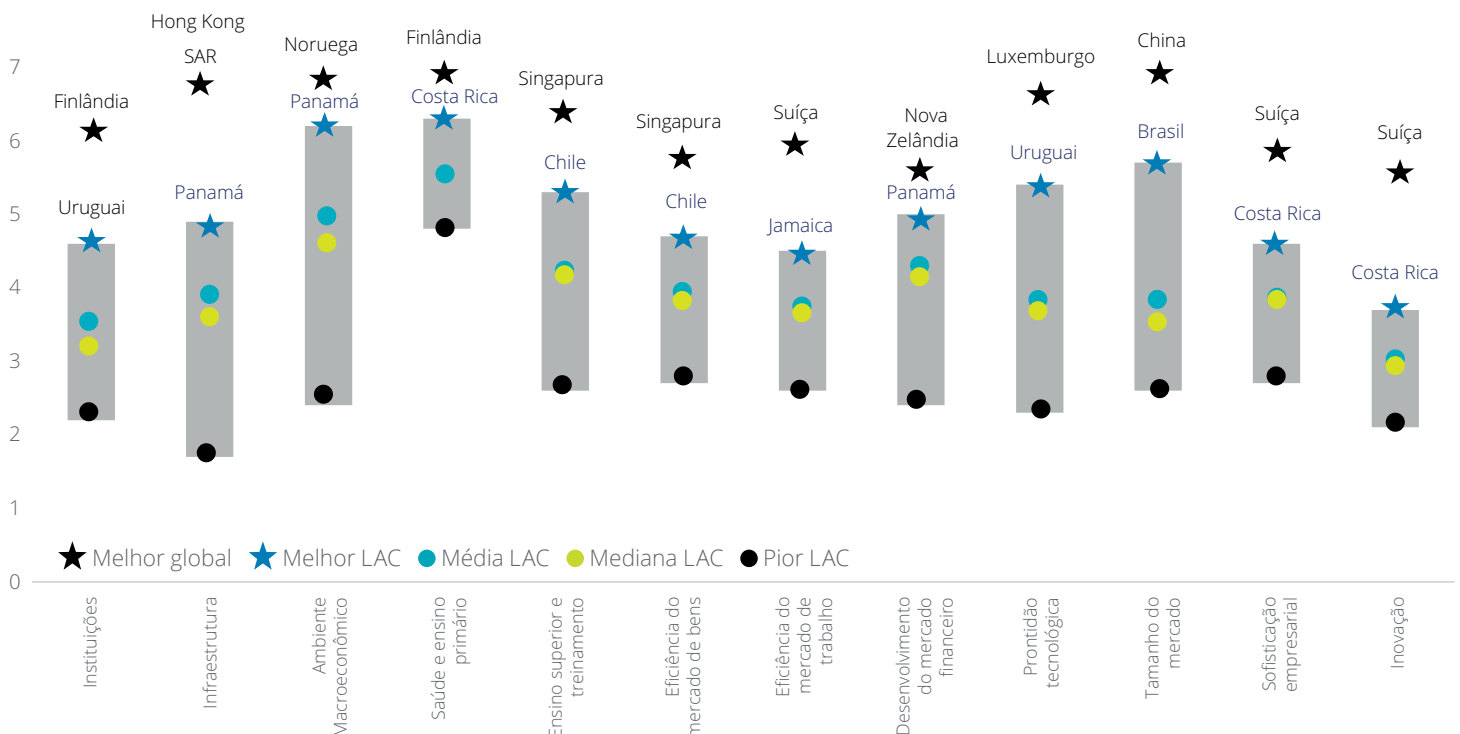 Hong Kong
SAR
Noruega
Finlândia
China
Luxemburgo
Singapura
Finlândia
Panamá
Costa Rica
Singapura
Suíça
Nova
Zelândia
Brasil
Suíça
Suíça
Uruguai
Panamá
Chile
Chile
Jamaica
Panamá
Uruguai
Costa Rica
Costa Rica
7
6
5
4
3
2
1
0
Melhor global
Melhor LAC
Média LAC
Mediana LAC
Pior LAC
Instituições
Infraestrutura
Ambiente
Macroeconômico
Saúde e ensino
primário
Ensino superior e
treinamento
Eficiência do
mercado de bens
Eficiência do
mercado de
trabalho
Desenvolvimento
do mercado
financeiro
Prontidão
tecnológica
Tamanho do
mercado
Sofisticação
empresarial
Inovação